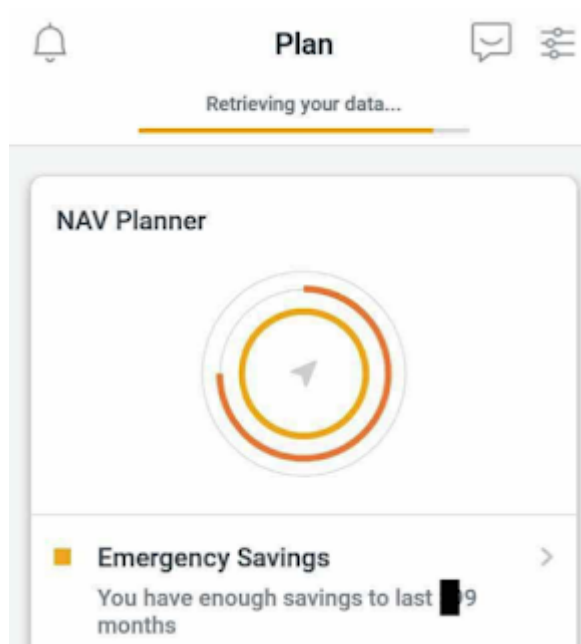 Plan
Retrieving your data...
NAV Planner
Emergency Savings
You have enough savings to last 9
months